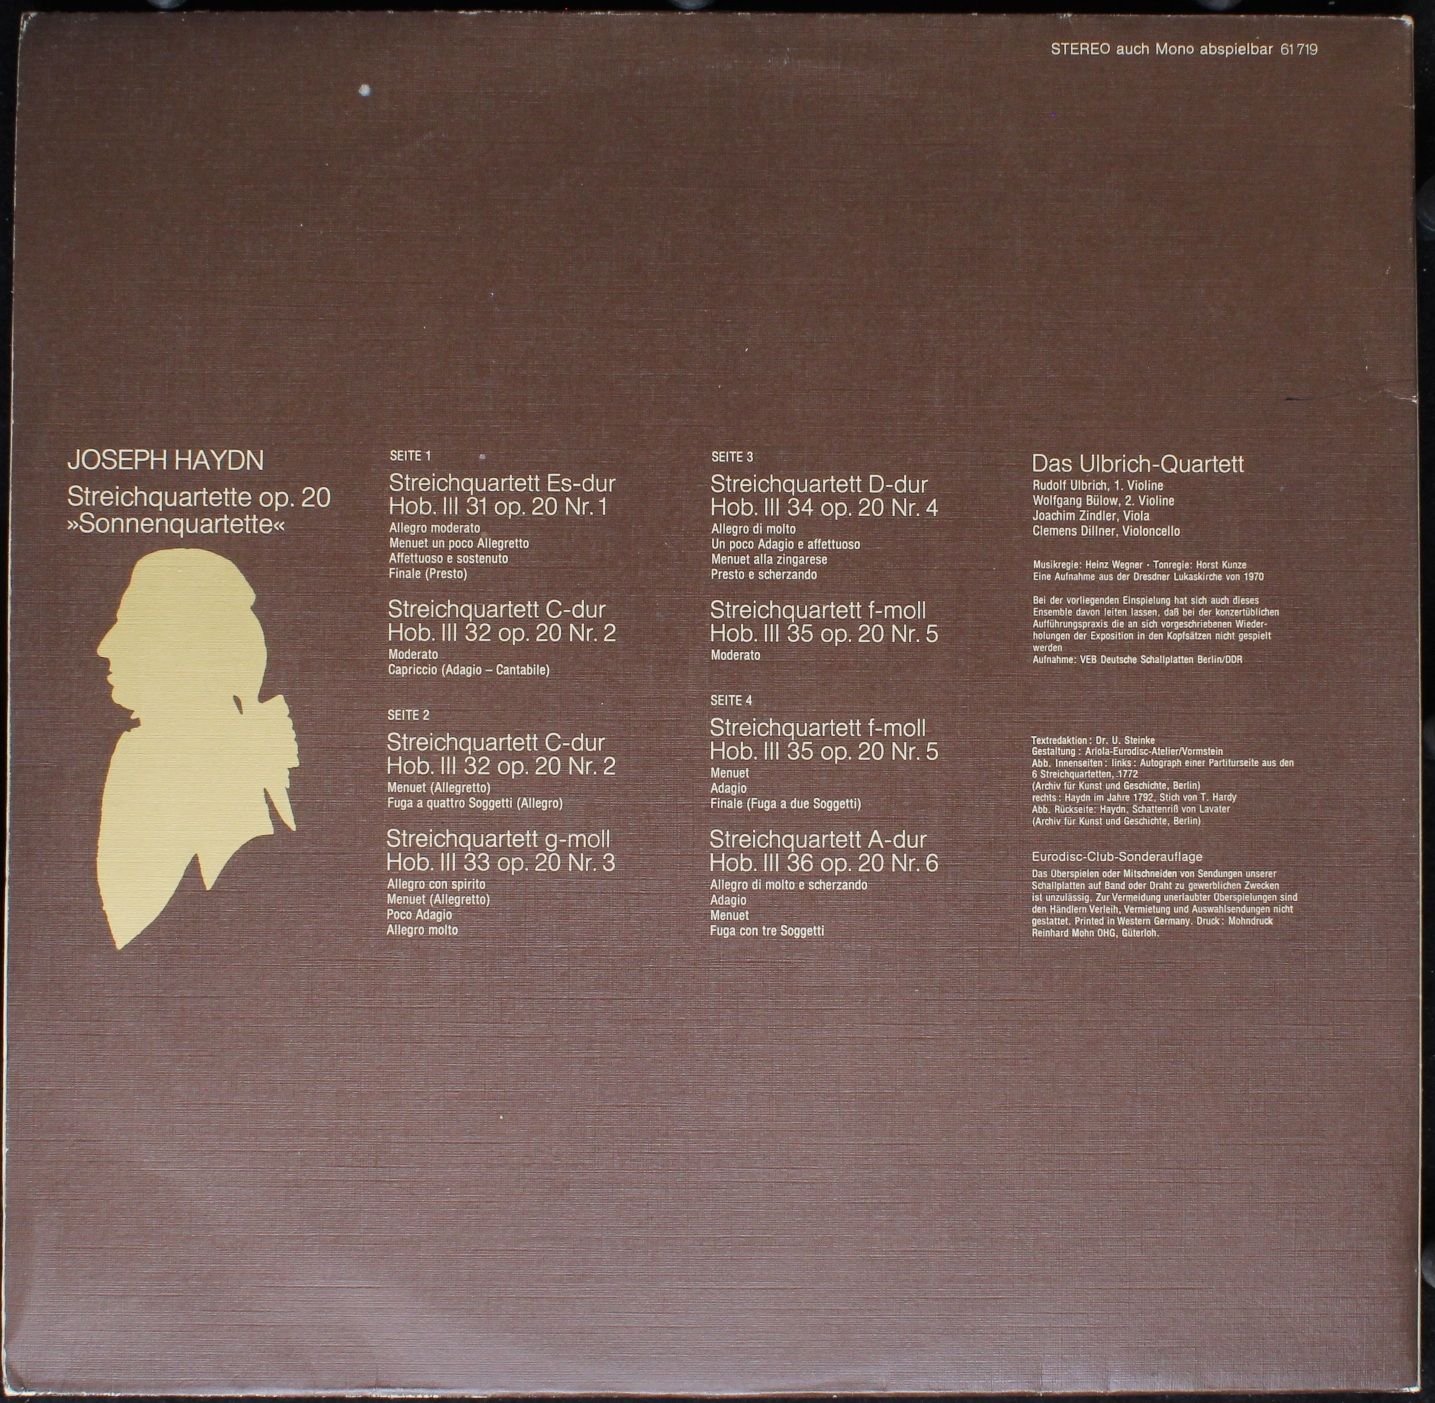 STEREO auch Mono abspielbar 61 719
JOSEPH HAYDN
Streichquartette op. 20
»Sonnenquartette«
SEITE 1
Streichquartett Es-dur
Hob. III 31 op. 20 Nr. 1
Allegro moderato
Menuet un poco Allegretto
Affettuoso e sostenuto
Finale (Presto)
Streichquartett C-dur
Hob. III 32 op. 20 Nr. 2
Moderato
Capriccio (Adagio – Cantabile)
SEITE 2
Streichquartett C-dur
Hob. III 32 op. 20 Nr. 2
Menuet (Allegretto)
Fuga a quattro Soggetti (Allegro)
Streichquartett g-moll
Hob. III 33 op. 20 Nr. 3
Allegro con spirito
Menuet (Allegretto)
Poco Adagio
Allegro molto
SEITE 3
Streichquartett D-dur
Hob. III 34 op. 20 Nr. 4
Allegro di molto
Un poco Adagio e affettuoso
Menuet alla zingarese
Presto e scherzando
Streichquartett f-moll
Hob. III 35 op. 20 Nr. 5
Moderato
SEITE 4
Streichquartett f-moll
Hob. III 35 op. 20 Nr. 5
Menuet
Adagio
Finale (Fuga a due Soggetti)
Streichquartett A-dur
Hob. III 36 op. 20 Nr. 6
Allegro di molto e scherzando
Adagio
Menuet
Fuga con tre Soggetti
Das Ulbrich-Quartett
Rudolf Ulbrich, 1. Violine
Wolfgang Bülow, 2. Violine
Joachim Zindler, Viola
Clemens Dillner, Violoncello
Musikregie: Heinz Wegner · Tonregie: Horst Kunze
Eine Aufnahme aus der Dresdner Lukaskirche von 1970
Bei der vorliegenden Einspielung hat sich auch dieses
Ensemble davon leiten lassen, daß bei der konzertüblichen
Aufführungspraxis die an sich vorgeschriebenen Wieder-
holungen der Exposition in den Kopfsätzen nicht gespielt
werden
Aufnahme: VEB Deutsche Schallplatten Berlin/DDR
Textredaktion: Dr. U. Steinke
Gestaltung: Ariola-Eurodisc-Atelier/Vormstein
Abb. Innenseiten: links: Autograph einer Partiturseite aus den
6 Streichquartetten, 1772
(Archiv für Kunst und Geschichte, Berlin)
rechts: Haydn im Jahre 1792, Stich von T. Hardy
Abb. Rückseite: Haydn, Schattenriß von Lavater
(Archiv für Kunst und Geschichte, Berlin)
Eurodisc-Club-Sonderauflage
Das Überspielen oder Mitschneiden von Sendungen unserer
Schallplatten auf Band oder Draht zu gewerblichen Zwecken
ist unzulässig. Zur Vermeidung unerlaubter Überspielungen sind
den Händlern Verleih, Vermietung und Auswahlsendungen nicht
gestattet. Printed in Western Germany. Druck: Mohndruck
Reinhard Mohn OHG, Güterloh.